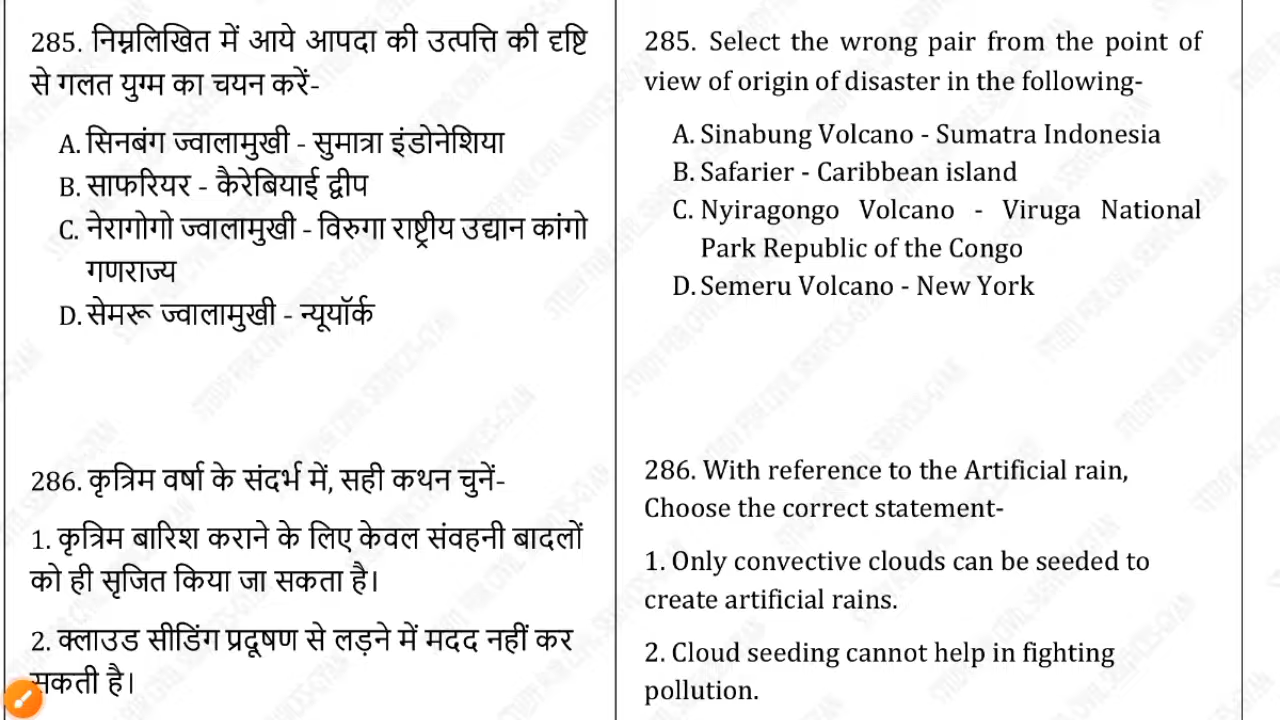 285. निम्नलिखित में आये आपदा की उत्पत्ति की दृष्टि
से गलत युग्म का चयन करें-
A. सिनबंग ज्वालामुखी - सुमात्रा इंडोनेशिया
B. साफरियर - कैरेबियाई द्वीप
C. नेरागोगो ज्वालामुखी - विरुगा राष्ट्रीय उद्यान कांगो
गणराज्य
D. सेमरू ज्वालामुखी - न्यूयॉर्क
286. कृत्रिम वर्षा के संदर्भ में, सही कथन चुनें-
1. कृत्रिम बारिश कराने के लिए केवल संवहनी बादलों
को ही सृजित किया जा सकता है।
2. क्लाउड सीडिंग प्रदूषण से लड़ने में मदद नहीं कर
सकती है।
285. Select the wrong pair from the point of
view of origin of disaster in the following-
A. Sinabung Volcano - Sumatra Indonesia
B. Safarier - Caribbean island
C. Nyiragongo Volcano - Viruga National
Park Republic of the Congo
D. Semeru Volcano - New York
286. With reference to the Artificial rain,
Choose the correct statement-
1. Only convective clouds can be seeded to
create artificial rains.
2. Cloud seeding cannot help in fighting
pollution.
STUDY FOR CIVIL SERVICES-GYAN